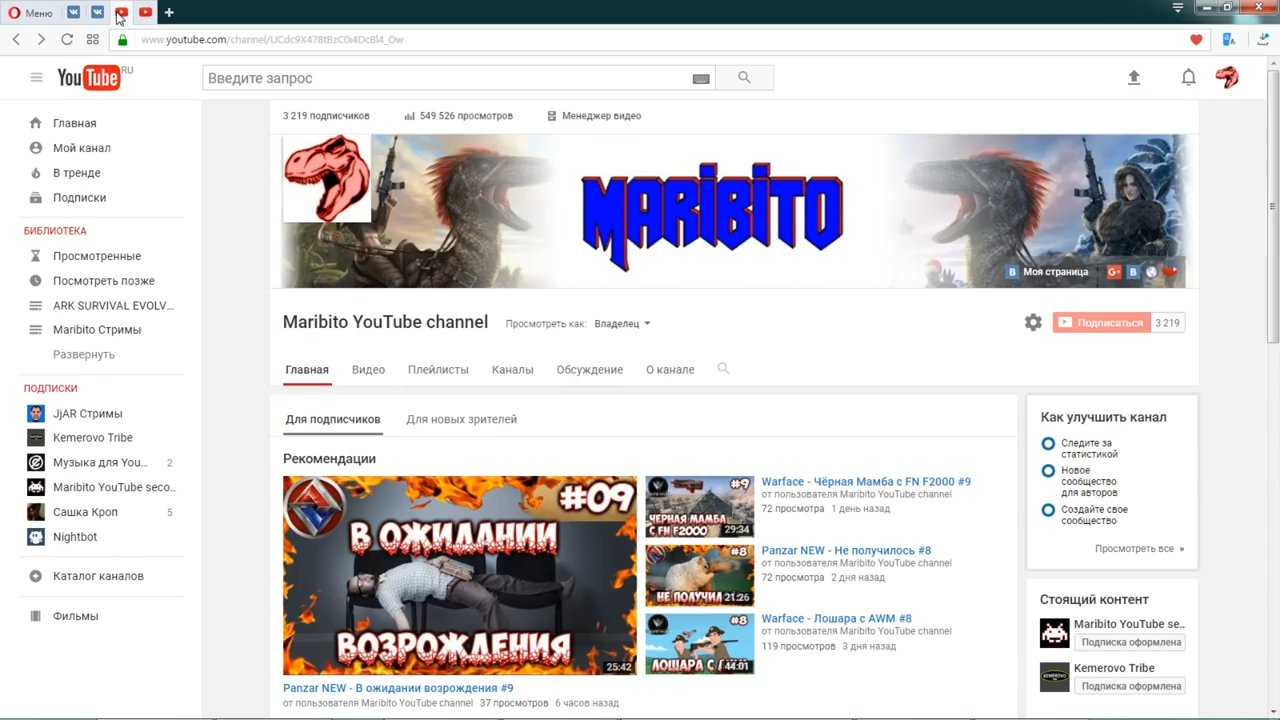 Меню
www.youtube.com/channel/UCdc9X478tBzC0i4DcBl4_Ow
YouTube RU
Введите запрос
Главная
Мой канал
В тренде
Подписки
БИБЛИОТЕКА
Просмотренные
Посмотреть позже
ARK SURVIVAL EVOLV...
Maribito Стримы
Развернуть
ПОДПИСКИ
JjAR Стримы
Kemerovo Tribe
Музыка для You... 2
Maribito YouTube seco..
Сашка Кроп 5
Nightbot
Каталог каналов
Фильмы
3 219 подписчиков 549 526 просмотров Менеджер видео
MARIBITO
Моя страница
Maribito YouTube channel Просмотреть как: Владелец
Подписаться 3 219
Главная Видео Плейлисты Каналы Обсуждение О канале
Для подписчиков Для новых зрителей
Рекомендации
#09
В ОЖИДАНИИ
ВОЗРОЖДЕНИЯ
25:42
Panzar NEW - В ожидании возрождения #9
от пользователя Maribito YouTube channel 37 просмотров 6 часов назад
#9
ЧЁРНАЯ МАМБА
С FN F2000
29:34
Warface - Чёрная Мамба с FN F2000 #9
от пользователя Maribito YouTube channel
72 просмотра 1 день назад
#8
НЕ ПОЛУЧИЛ
21:26
Panzar NEW - Не получилось #8
от пользователя Maribito YouTube channel
72 просмотра 2 дня назад
#8
ЛОШАРА С
44:01
Warface - Лошара с AWM #8
от пользователя Maribito YouTube channel
119 просмотров 3 дня назад
Как улучшить канал
Следите за
статистикой
Новое
сообщество
для авторов
Создайте свое
сообщество
Просмотреть все »
Стоящий контент
Maribito YouTube se..
Подписка оформлена
KEMEROVO
Kemerovo Tribe
Подписка оформлена